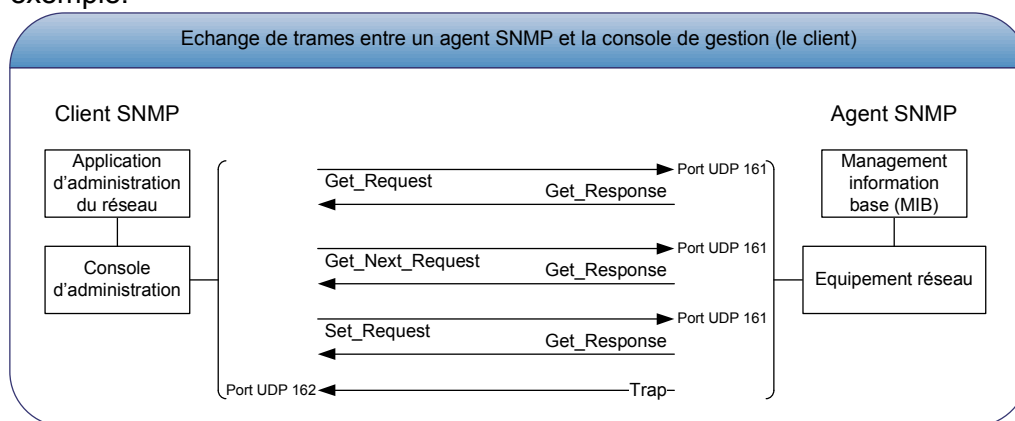 exemple:
Echange de trames entre un agent SNMP et la console de gestion (le client)
Client SNMP
Agent SNMP
Application
d'administration
du réseau
Management
information
base (MIB)
Console
d'administration
Equipement réseau
Get_Request
Port UDP 161
Get_Response
Get_Next_Request
Port UDP 161
Get_Response
Set_Request
Port UDP 161
Get_Response
Port UDP 162
Trap